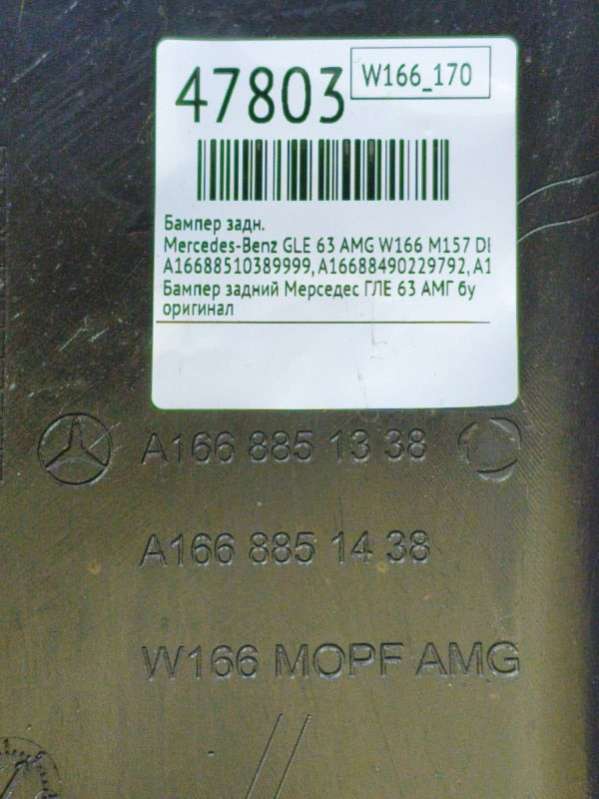 47803
W166_170
Бампер задн.
Mercedes-Benz GLE 63 AMG W166 M157 DI
A16688510389999, A16688490229792, A1
Бампер задний Мерседес ГЛЕ 63 АМГ бу
оригинал
A166 885 13 38
A166 885 14 38
W166 MOPF AMG